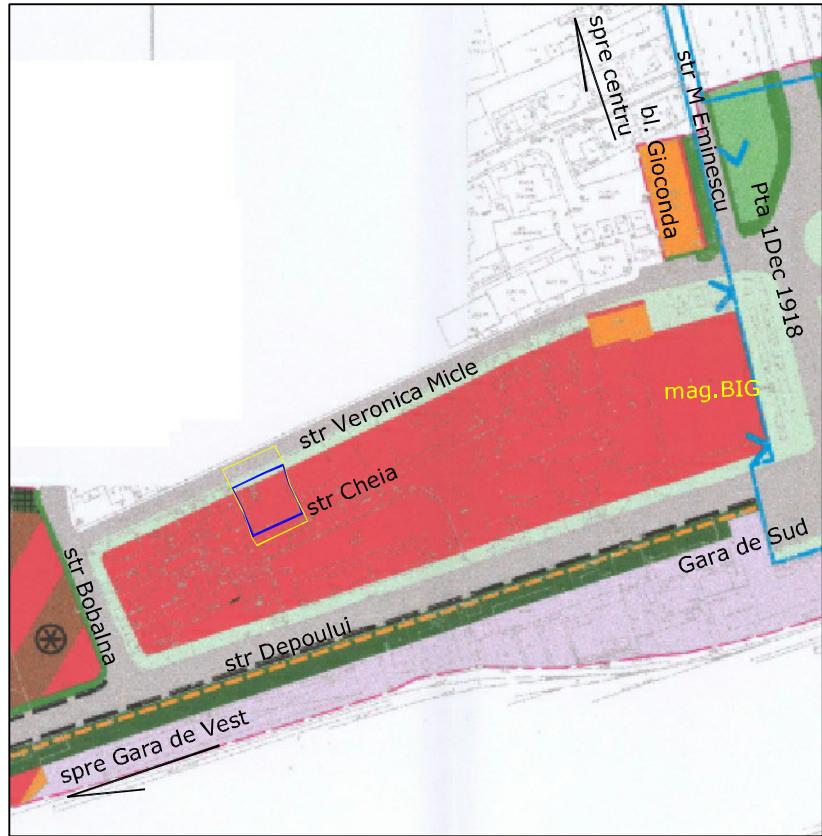 spre centru
str M Eminescu
bl. Gioconda
pta 1Dec 1918
mag.BIG
str Veronica Micle
str Cheia
Gara de Sud
str Bobalna
str Depoului
spre Gara de Vest